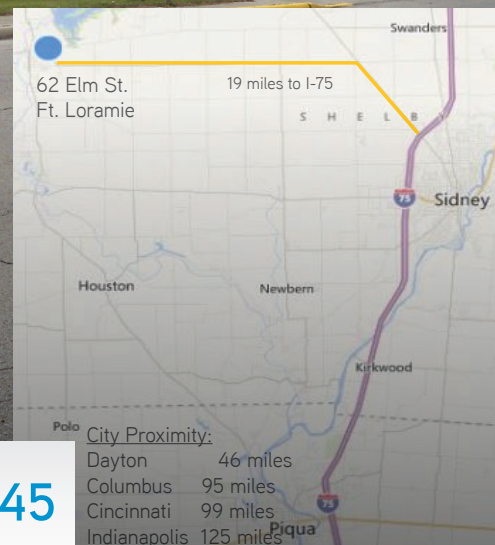 Swanders
62 Elm St.
19 miles to I-75
Ft. Loramie
S H E L B Y
75
Sidney
Houston
Newbern
Kirkwood
Polo
City Proximity:
Dayton 46 miles
Columbus 95 miles
Cincinnati 99 miles
Indianapolis 125 miles
Piqua
75
45